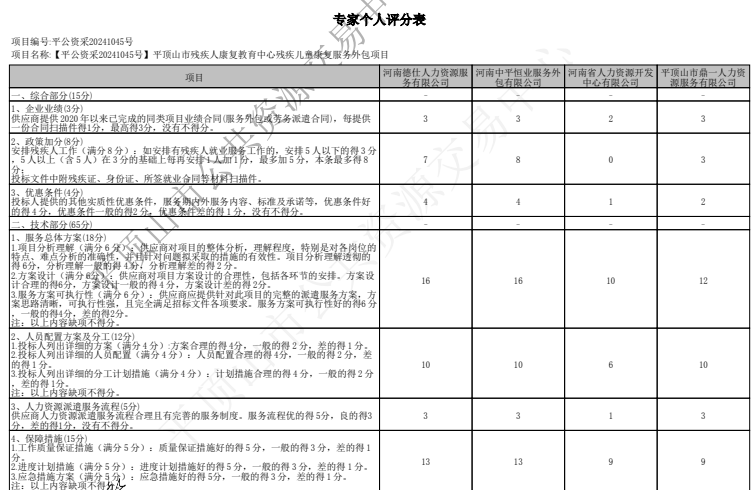 专家个人评分表
项目编号:平公资采20241045号
项目名称:【平公资采20241045号】平顶山市残疾人康复教育中心残疾儿童康复服务外包项目
项目 河南德仕人力资源服务有限公司 河南中平恒业服务外包有限公司 河南省人力资源开发中心有限公司 平顶山市鼎一人力资源服务有限公司
一、综合部分(15分) - - - -
1、企业业绩(3分)
供应商提供 2020 年以来已完成的同类项目业绩合同(服务外包或劳务派遣合同),每提供
一份合同扫描件得1分,最高得3分,没有不得分。
3 3 2 3
2、政策加分(8分)
安排残疾人工作(满分 8 分):如安排有残疾人就业服务工作的,安排 5 人以下的得 3 分
,5 人以上(含 5 人)在 3 分的基础上每再安排 1 人加 1 分,最多加 5 分,本条最多得 8
分;
投标文件中附残疾证、身份证、所签就业合同等材料扫描件。
7 8 0 3
3、优惠条件(4分)
投标人提供的其他实质性优惠条件,服务期内外服务内容、标准及承诺等,优惠条件好
的得 4 分,优惠条件一般的得2 分,优惠条件差的得 1 分,没有不得分。
4 4 1 2
二、技术部分(65分) - - - -
1、服务总体方案(18分)
1.项目分析理解(满分 6 分):供应商对项目的整体分析,理解程度,特别是对各岗位的
特点、难点分析的准确性,并且针对问题拟采取的措施的有效性。项目分析理解透彻的
得 6分,分析理解一般的得 4 分,分析理解差的得 2 分。
2.方案设计(满分 6分):供应商对项目方案设计的合理性,包括各环节的安排。方案设
计合理的得6分,方案设计一般的得 4 分,方案设计差的得 2分。
3.服务方案可执行性(满分 6 分):供应商应提供针对此项目的完整的派遣服务方案,方
案思路清晰,可执行性强,且完全满足招标文件各项要求。服务方案可执行性好的得6 分
,一般的得4分,差的得2分。
注:以上内容缺项不得分。
16 16 10 12
2、人员配置方案及分工(12分)
1.投标人列出详细的方案(满分 4 分):方案合理的得 4分,一般的得 2 分,差的得 1 分。
2.投标人列出详细的人员配置(满分 4 分):人员配置合理的得4 分,一般的得 2 分,差
的得 1 分。
3.投标人列出详细的分工计划措施(满分 4 分):计划措施合理的得 4 分,一般的得 2 分
,差的得 1 分。
注:以上内容缺项不得分。
10 10 6 10
3、人力资源派遣服务流程(5分)
供应商人力资源派遣服务流程合理且有完善的服务制度。服务流程优的得 5分,良的得3
分,差的得1分,没有不得分。
3 3 1 3
4、保障措施(15分)
1.工作质量保证措施(满分 5 分):质量保证措施好的得 5 分,一般的得 3 分,差的得 1
分。
2.进度计划措施(满分 5 分):进度计划措施好的得 5 分,一般的得 3 分,差的得 1 分。
3.应急措施方案(满分 5 分):应急措施好的得 5分,一般的得 3 分,差的得 1 分。
注:以上内容缺项不得分。
13 13 9 9
平顶山市公共资源交易中心
平顶山市公共资源交易中心